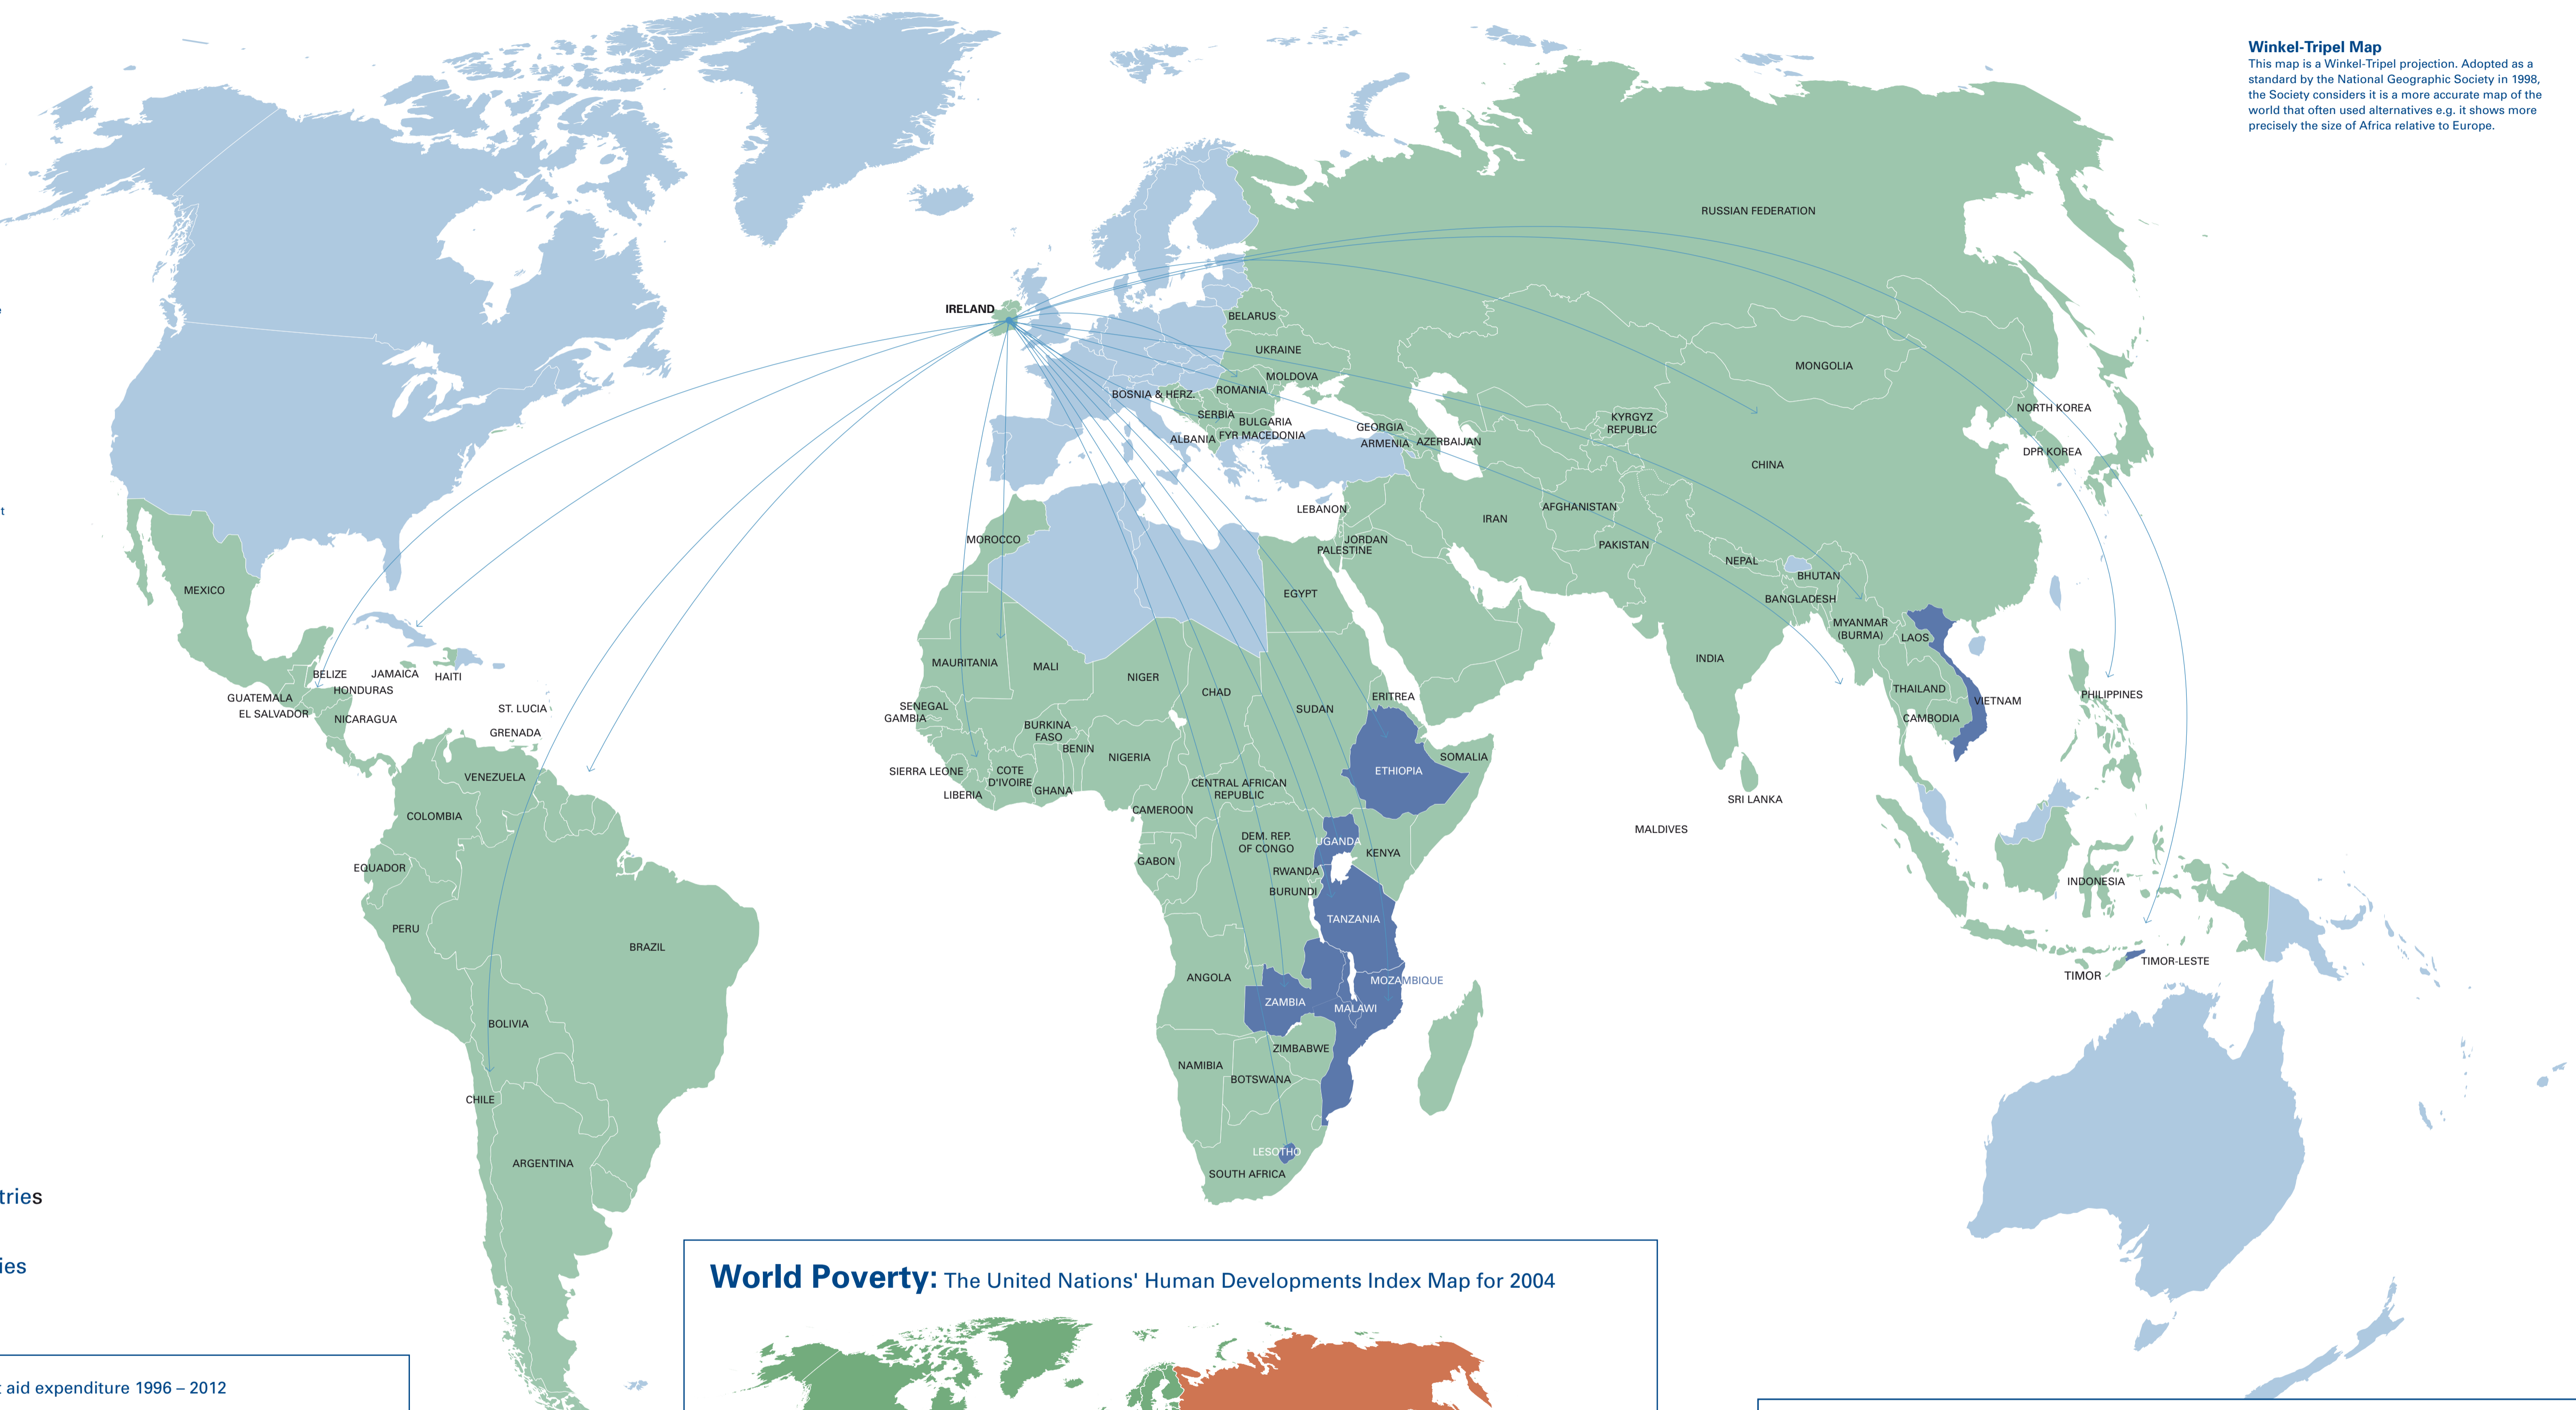 Winkel-Tripel Map
This map is a Winkel-Tripel projection. Adopted as a
standard by the National Geographic Society in 1998,
the Society considers it is a more accurate map of the
world that often used alternatives e.g. it shows more
precisely the size of Africa relative to Europe.
RUSSIAN FEDERATION
IRELAND
BELARUS
UKRAINE
MOLDOVA
ROMANIA
BOSNIA & HERZ.
SERBIA
BULGARIA
ALBANIA
FYR MACEDONIA
GEORGIA
ARMENIA
AZERBAIJAN
KYRGYZ
REPUBLIC
MONGOLIA
NORTH KOREA
DPR KOREA
CHINA
LEBANON
JORDAN
PALESTINE
IRAN
AFGHANISTAN
PAKISTAN
NEPAL
BHUTAN
BANGLADESH
MYANMAR
(BURMA)
LAOS
INDIA
THAILAND
VIETNAM
CAMBODIA
PHILIPPINES
SRI LANKA
MALDIVES
INDONESIA
TIMOR-LESTE
TIMOR
t
MEXICO
BELIZE
JAMAICA
HAITI
HONDURAS
GUATEMALA
EL SALVADOR
NICARAGUA
ST. LUCIA
GRENADA
VENEZUELA
COLOMBIA
EQUADOR
PERU
BRAZIL
BOLIVIA
CHILE
ARGENTINA
MOROCCO
EGYPT
MAURITANIA
MALI
NIGER
CHAD
SUDAN
ERITREA
SENEGAL
GAMBIA
BURKINA
FASO
BENIN
NIGERIA
SIERRA LEONE
COTE
D'IVOIRE
LIBERIA
GHANA
CENTRAL AFRICAN
REPUBLIC
ETHIOPIA
SOMALIA
CAMEROON
DEM. REP.
OF CONGO
UGANDA
KENYA
GABON
RWANDA
BURUNDI
TANZANIA
ANGOLA
ZAMBIA
MOZAMBIQUE
MALAWI
ZIMBABWE
NAMIBIA
BOTSWANA
LESOTHO
SOUTH AFRICA
tries
ies
World Poverty: The United Nations' Human Developments Index Map for 2004
t aid expenditure 1996 – 2012